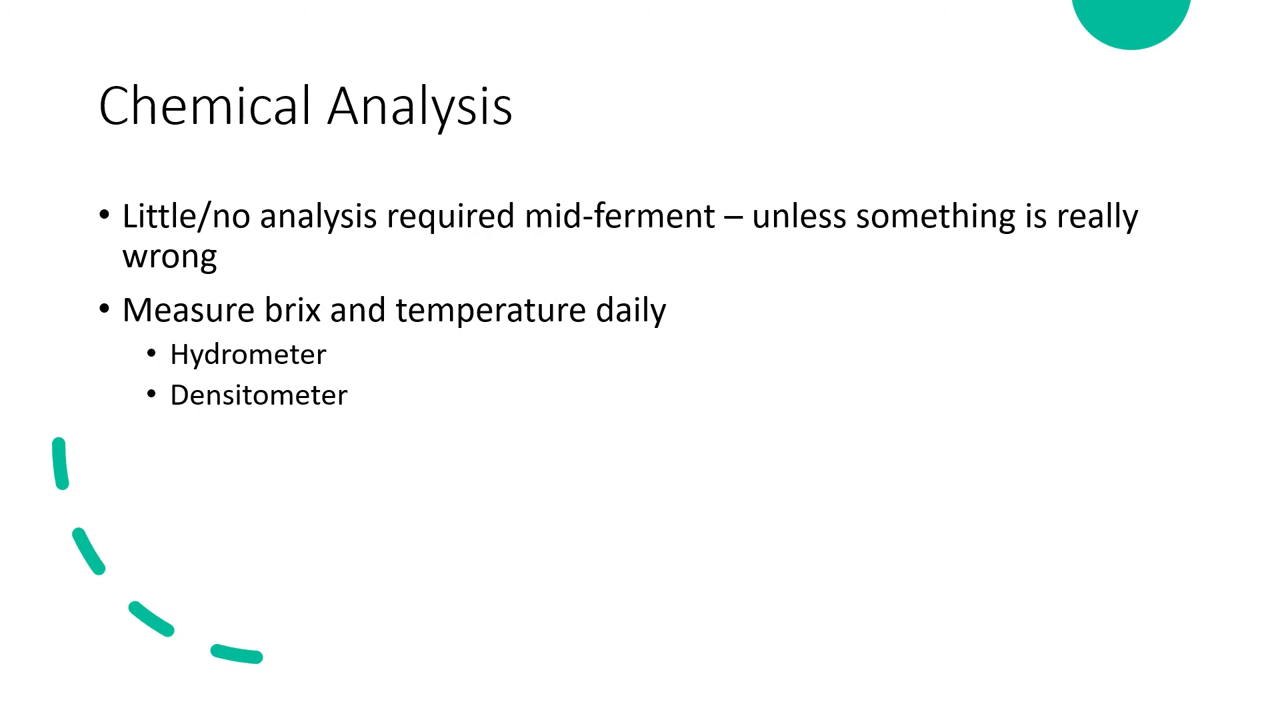 Chemical Analysis
• Little/no analysis required mid-ferment – unless something is really
wrong
• Measure brix and temperature daily
• Hydrometer
• Densitometer